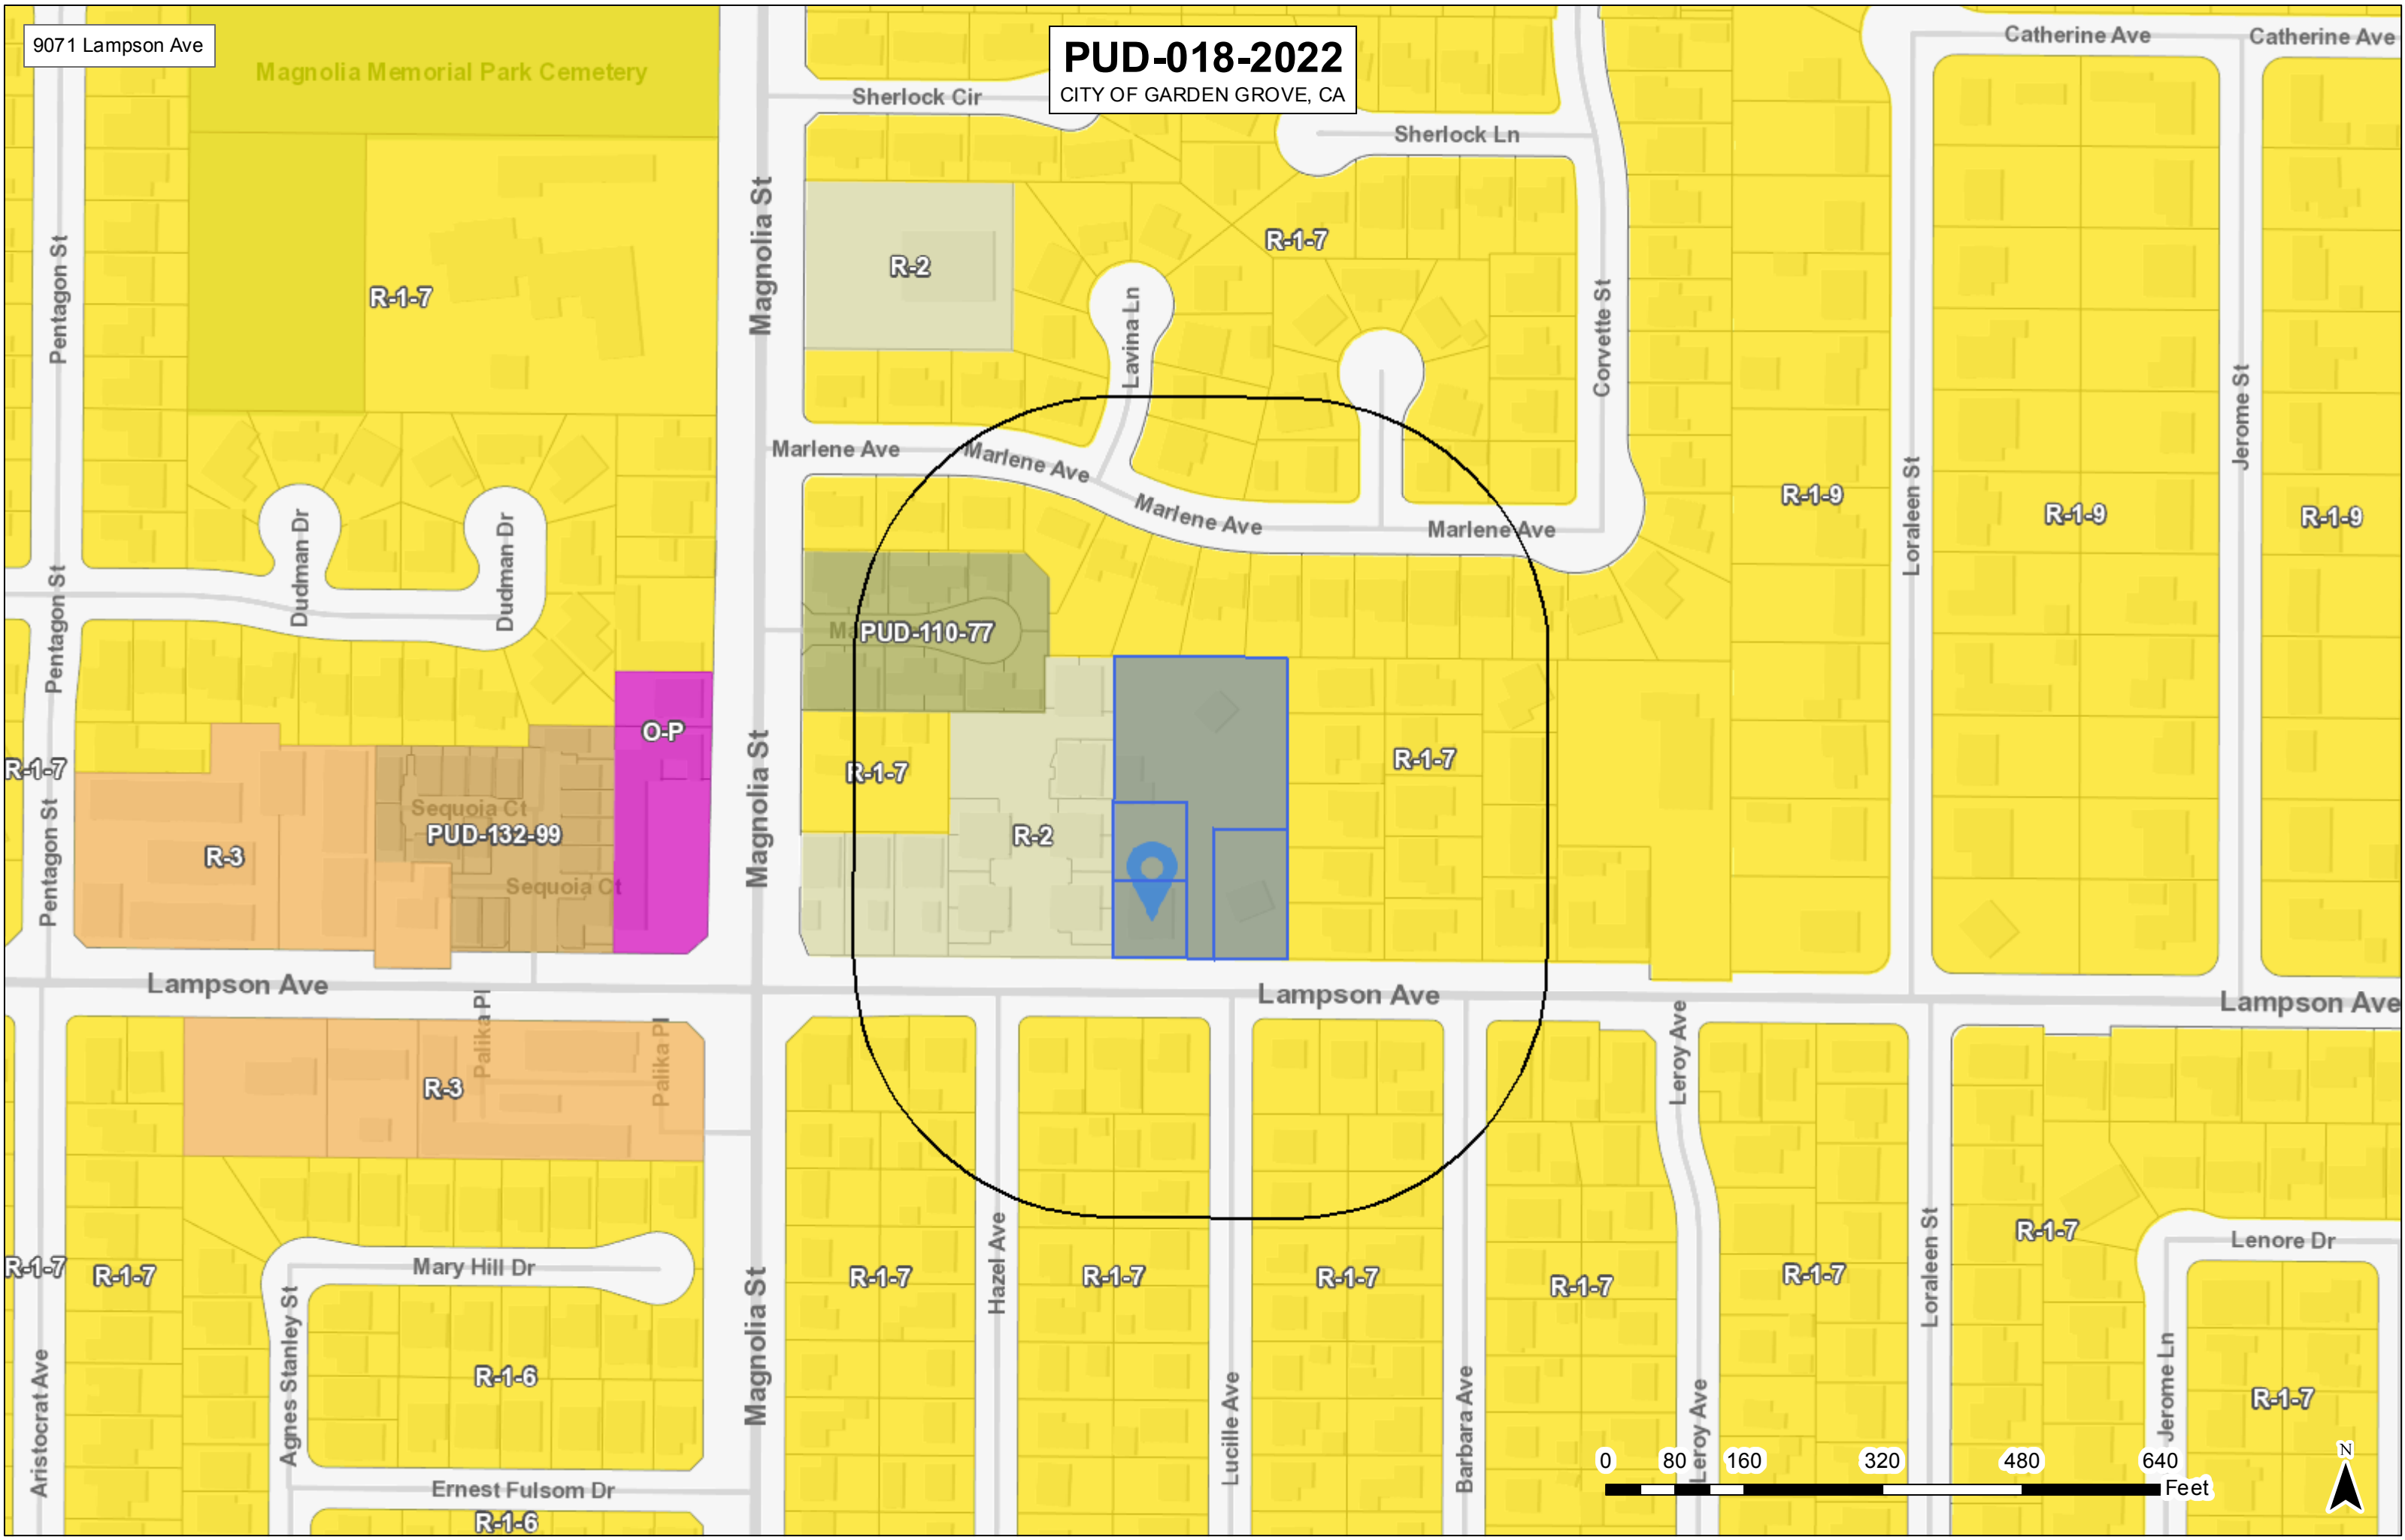 9071 Lampson Ave
PUD-018-2022
CITY OF GARDEN GROVE, CA
Catherine Ave
Catherine Ave
Magnolia Memorial Park Cemetery
Sherlock Cir
Sherlock Ln
Pentagon St
Magnolia St
R-1-7
R-2
R-1-7
Lavina Ln
Corvette St
Loraleen St
Jerome St
Marlene Ave
Marlene Ave
Marlene Ave
Marlene Ave
R-1-9
R-1-9
R-1-9
Dudman Dr
Dudman Dr
Pentagon St
PUD-110-77
O-P
R-1-7
R-1-7
R-1-7
Magnolia St
Sequoia Ct
PUD-132-99
R-2
R-3
Pentagon St
Sequoia Ct
Lampson Ave
Lampson Ave
Lampson Ave
Palika Pl
Palika Pl
R-3
Leroy Ave
R-1-7
R-1-7
Mary Hill Dr
Magnolia St
R-1-7
Hazel Ave
R-1-7
R-1-7
R-1-7
R-1-7
Loraleen St
R-1-7
Lenore Dr
Agnes Stanley St
R-1-6
Aristocrat Ave
Lucille Ave
Barbara Ave
Leroy Ave
Jerome Ln
R-1-7
Ernest Fulsom Dr
R-1-6
0 80 160 320 480 640
Feet
N